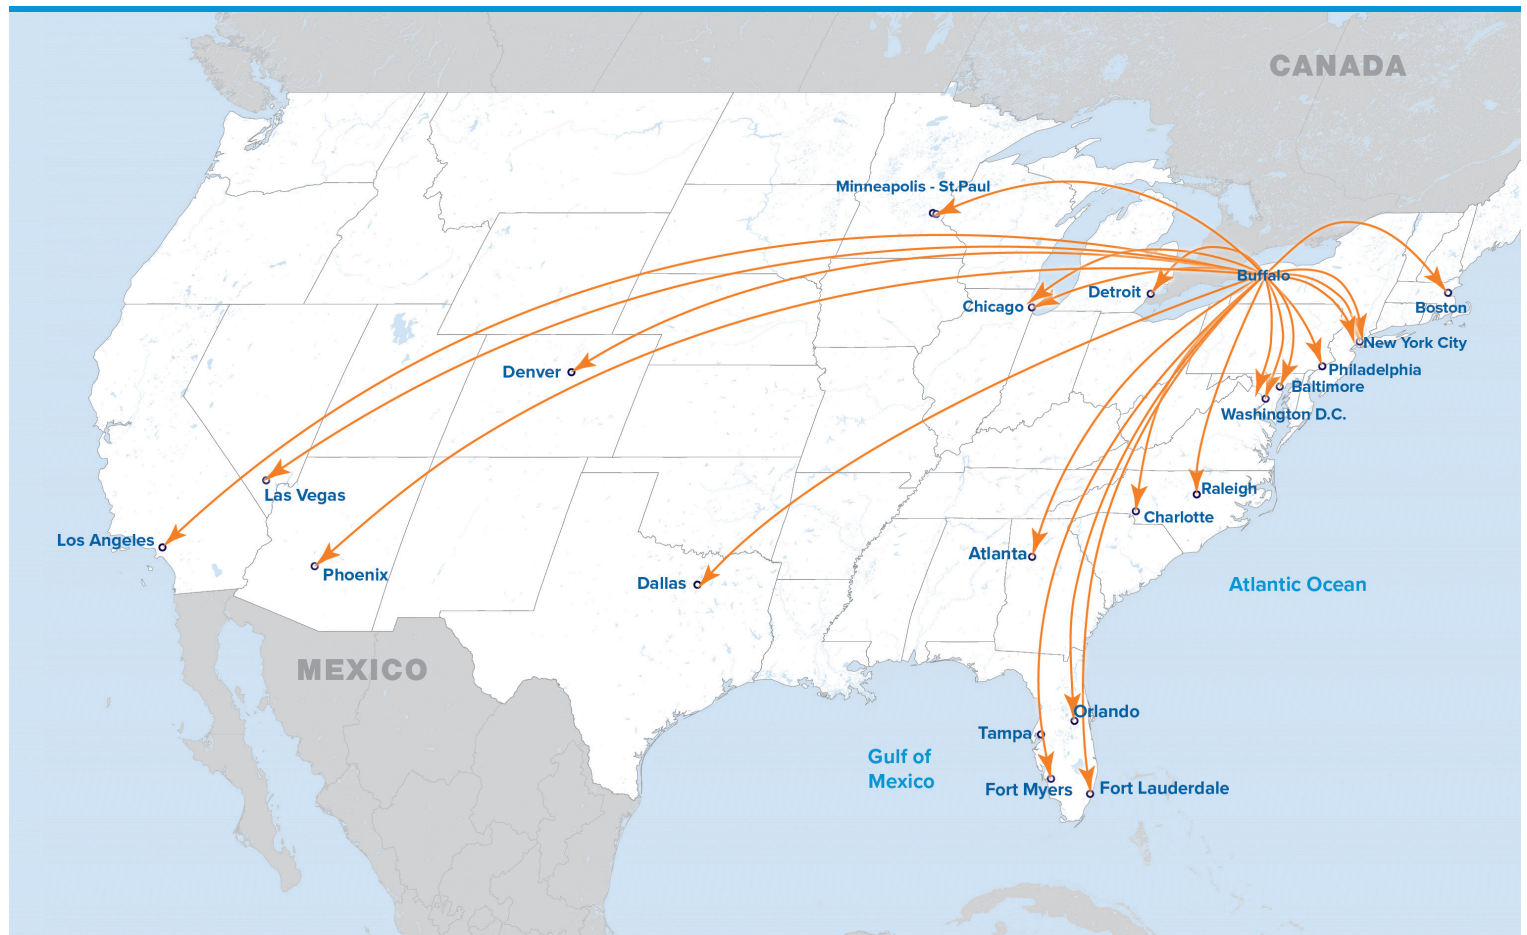 CANADA
Minneapolis - St.Paul
Buffalo
Detroit
Chicago
Boston
New York City
Denver
Philadelphia
Baltimore
Washington D.C.
Las Vegas
Raleigh
Charlotte
Los Angeles
Atlanta
Phoenix
Dallas
Atlantic Ocean
MEXICO
Orlando
Tampa
Gulf of
Mexico
Fort Myers
Fort Lauderdale